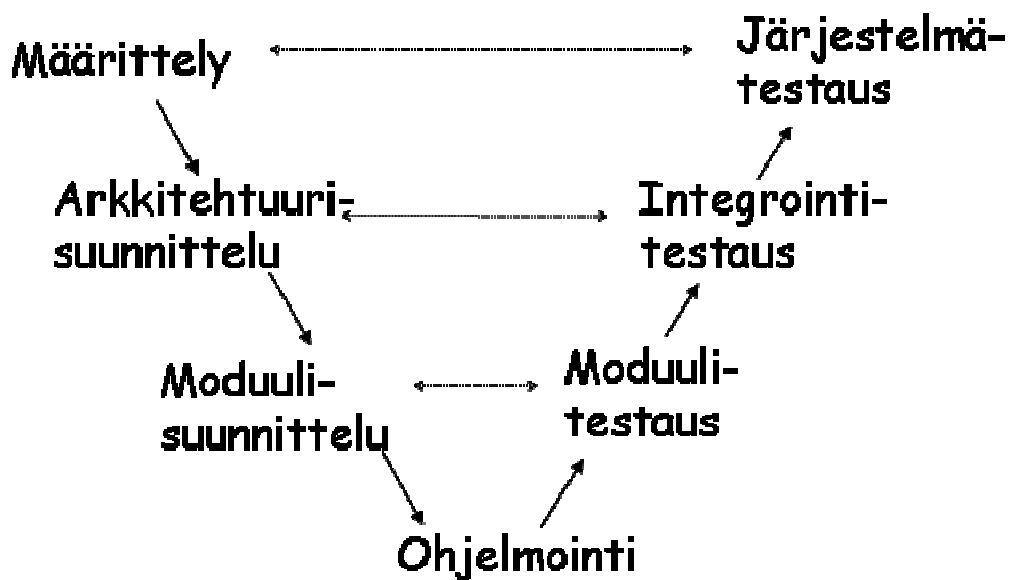 Määrittely
Järjestelmä-
testaus
Arkkitehtuuri-
suunnittelu
Integrointi-
testaus
Moduuli-
suunnittelu
Moduuli-
testaus
Ohjelmointi